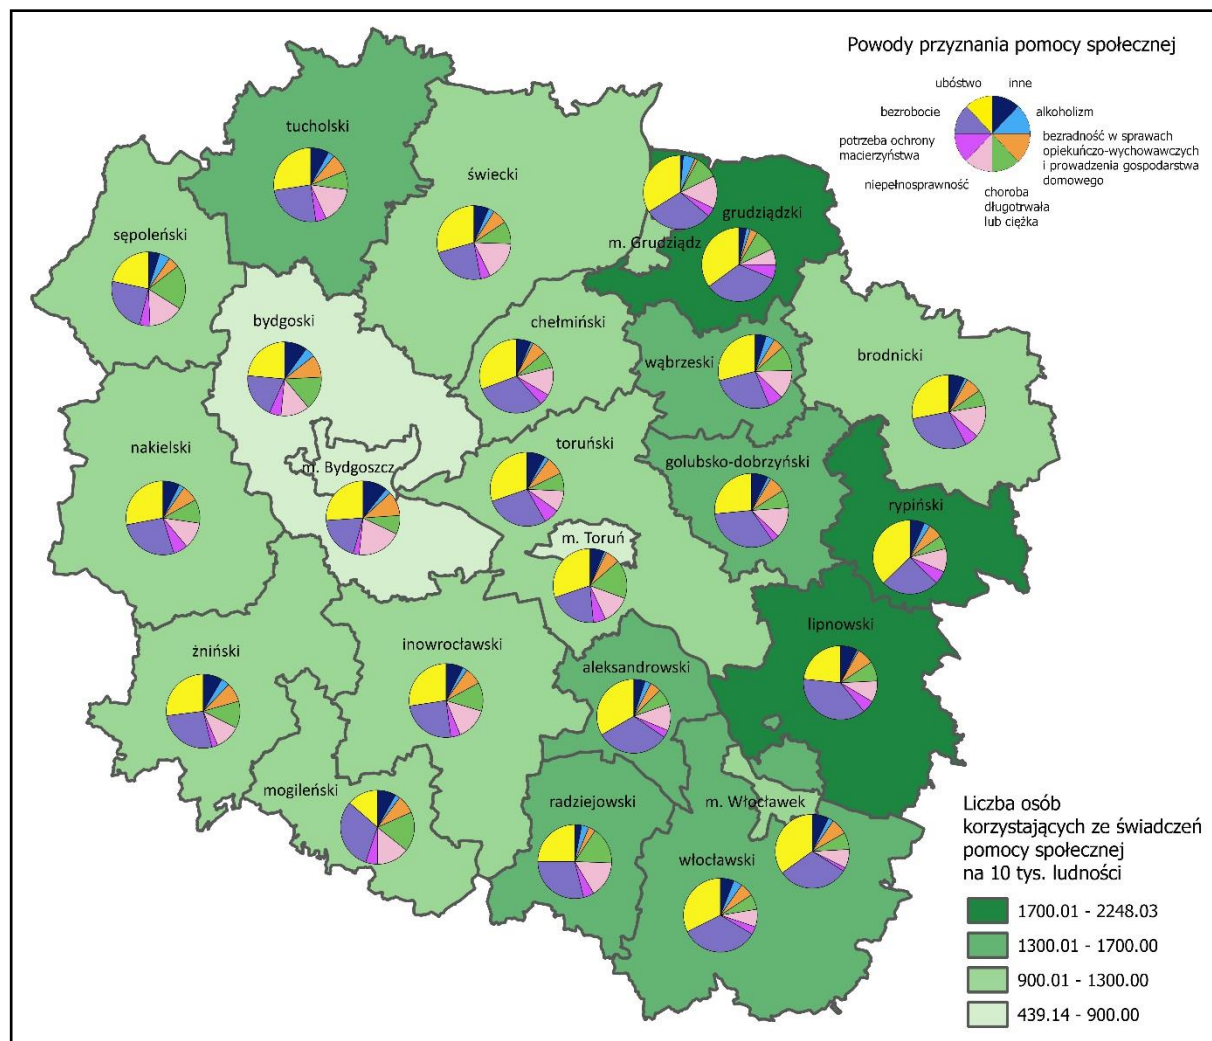 Powody przyznania pomocy społecznej
ubóstwo
inne
bezrobocie
alkoholizm
potrzeba ochrony
macierzyństwa
bezradność w sprawach
opiekuńczo-wychowawczych
i prowadzenia gospodarstwa
domowego
niepełnosprawność
choroba
długotrwała
lub ciężka
tucholski
świecki
grudziądzki
m. Grudziądz
sępoleński
bydgoski
chełmiński
wąbrzeski
brodnicki
nakielski
m. Bydgoszcz
toruński
golubsko-dobrzyński
rypiński
m. Toruń
lipnowski
żniński
inowrocławski
aleksandrowski
mogileński
radziejowski
m. Włocławek
włocławski
Liczba osób
korzystających ze świadczeń
pomocy społecznej
na 10 tys. ludności
1700.01 - 2248.03
1300.01 - 1700.00
900.01 - 1300.00
439.14 - 900.00